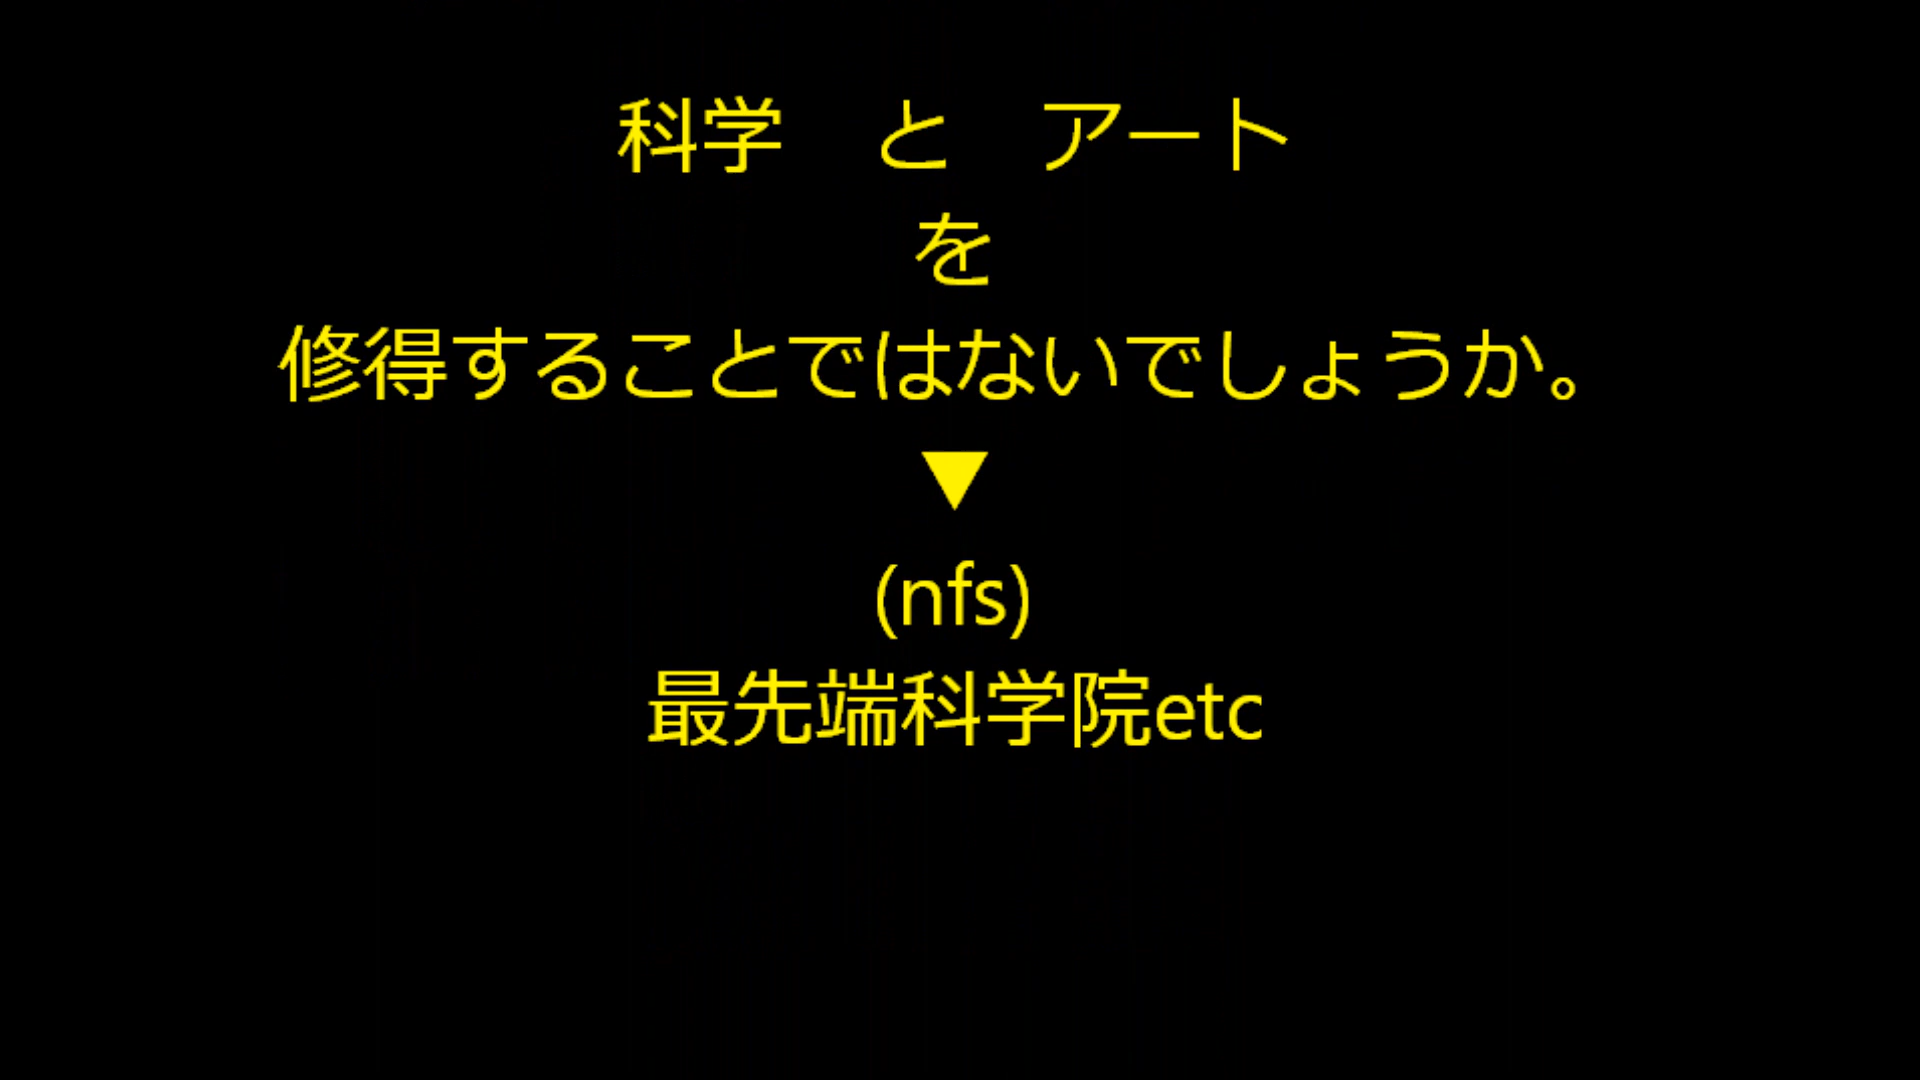 科学　と　アート
を
修得することではないでしょうか。
▼
(nfs)
最先端科学院etc